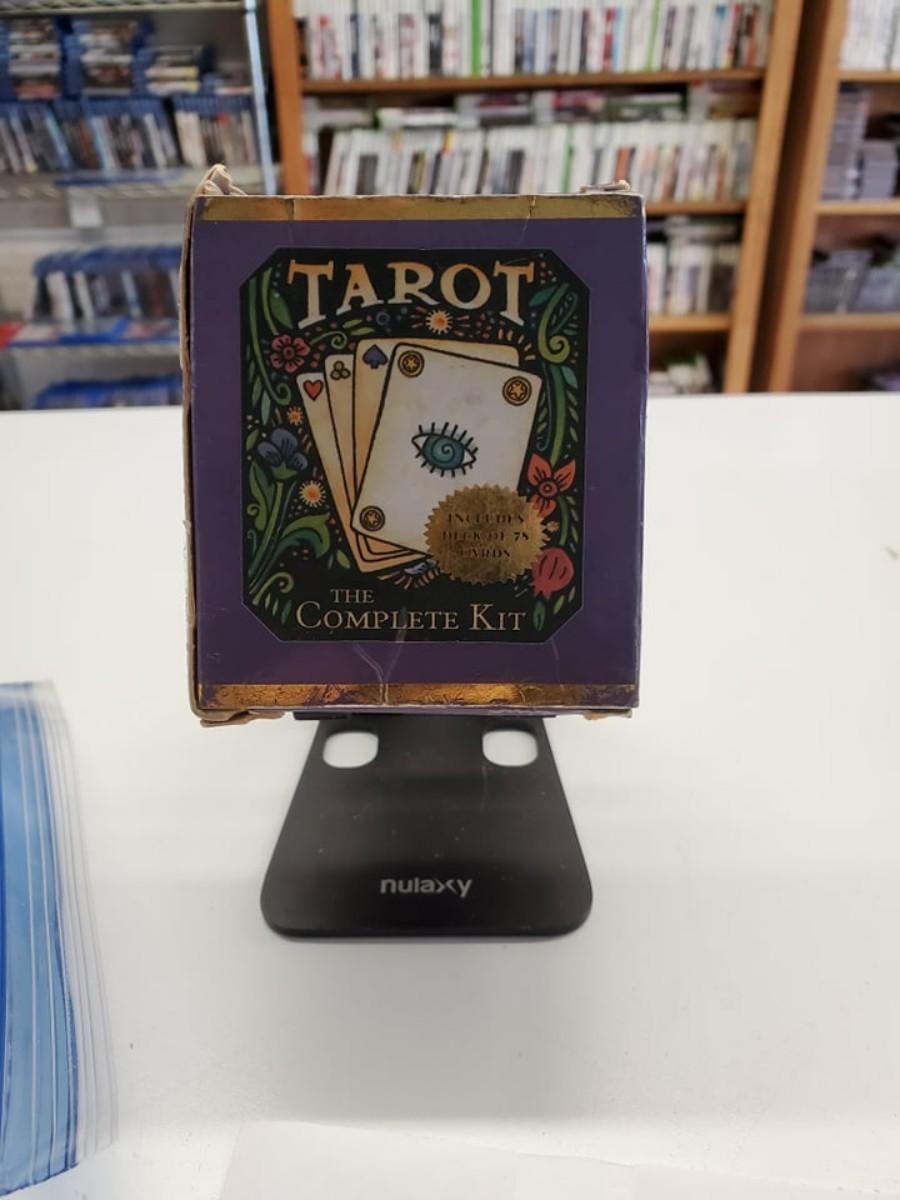 TAROT
INCLUDES
DECK OF 78
CARDS
THE
COMPLETE KIT
nulaxy